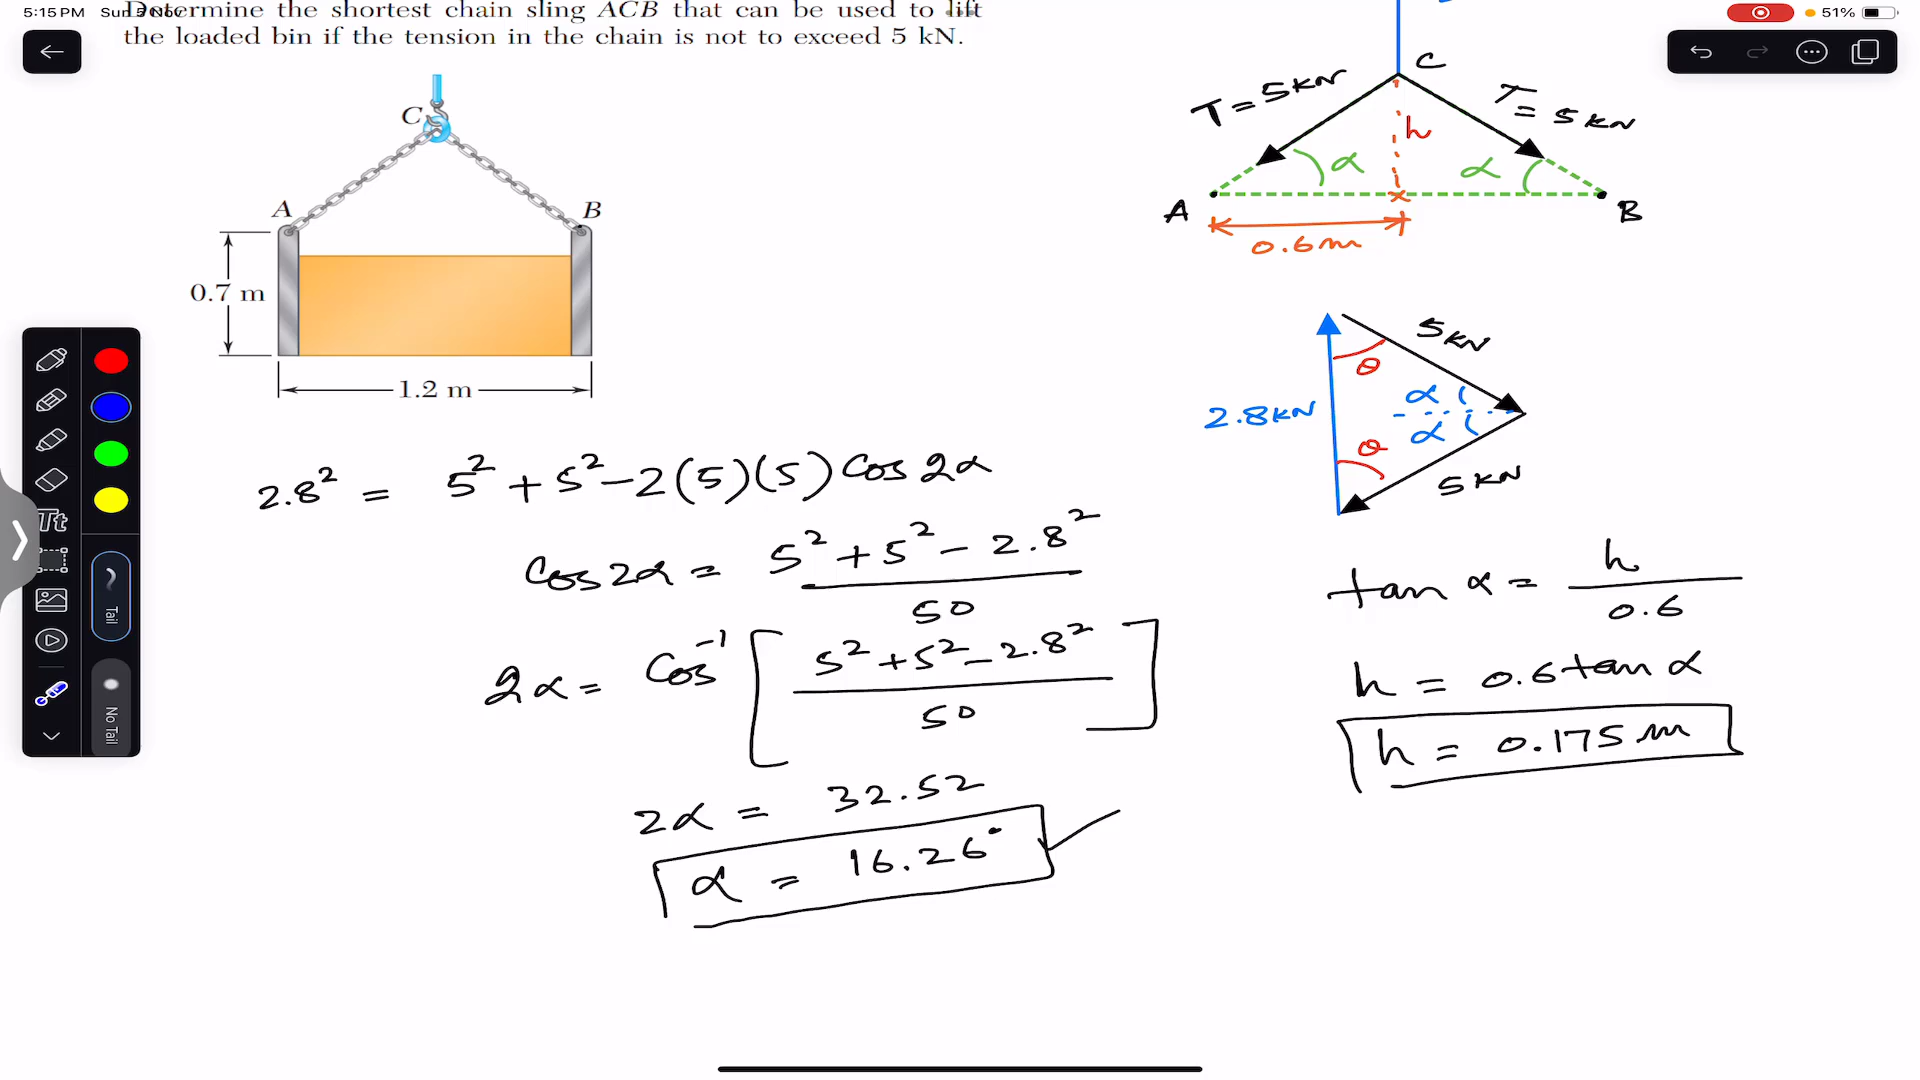 5:15 PM Sun 5 Nov
51%
Determine the shortest chain sling ACB that can be used to lift
the loaded bin if the tension in the chain is not to exceed 5 kN.
C
A
B
0.7 m
1.2 m
C
T = 5kN
T = 5kN
h
α
α
A
B
0.6m
5kN
θ
α
2.8kN
α
θ
5kN
2.8² = 5² + 5² - 2(5)(5) Cos 2α
Cos 2α = 5² + 5² - 2.8²
50
2α = Cos⁻¹ [ 5² + 5² - 2.8²
50 ]
2α = 32.52
α = 16.26°
tan α = h
0.6
h = 0.6 tan α
h = 0.175 m
Tt
Tail
No Tail